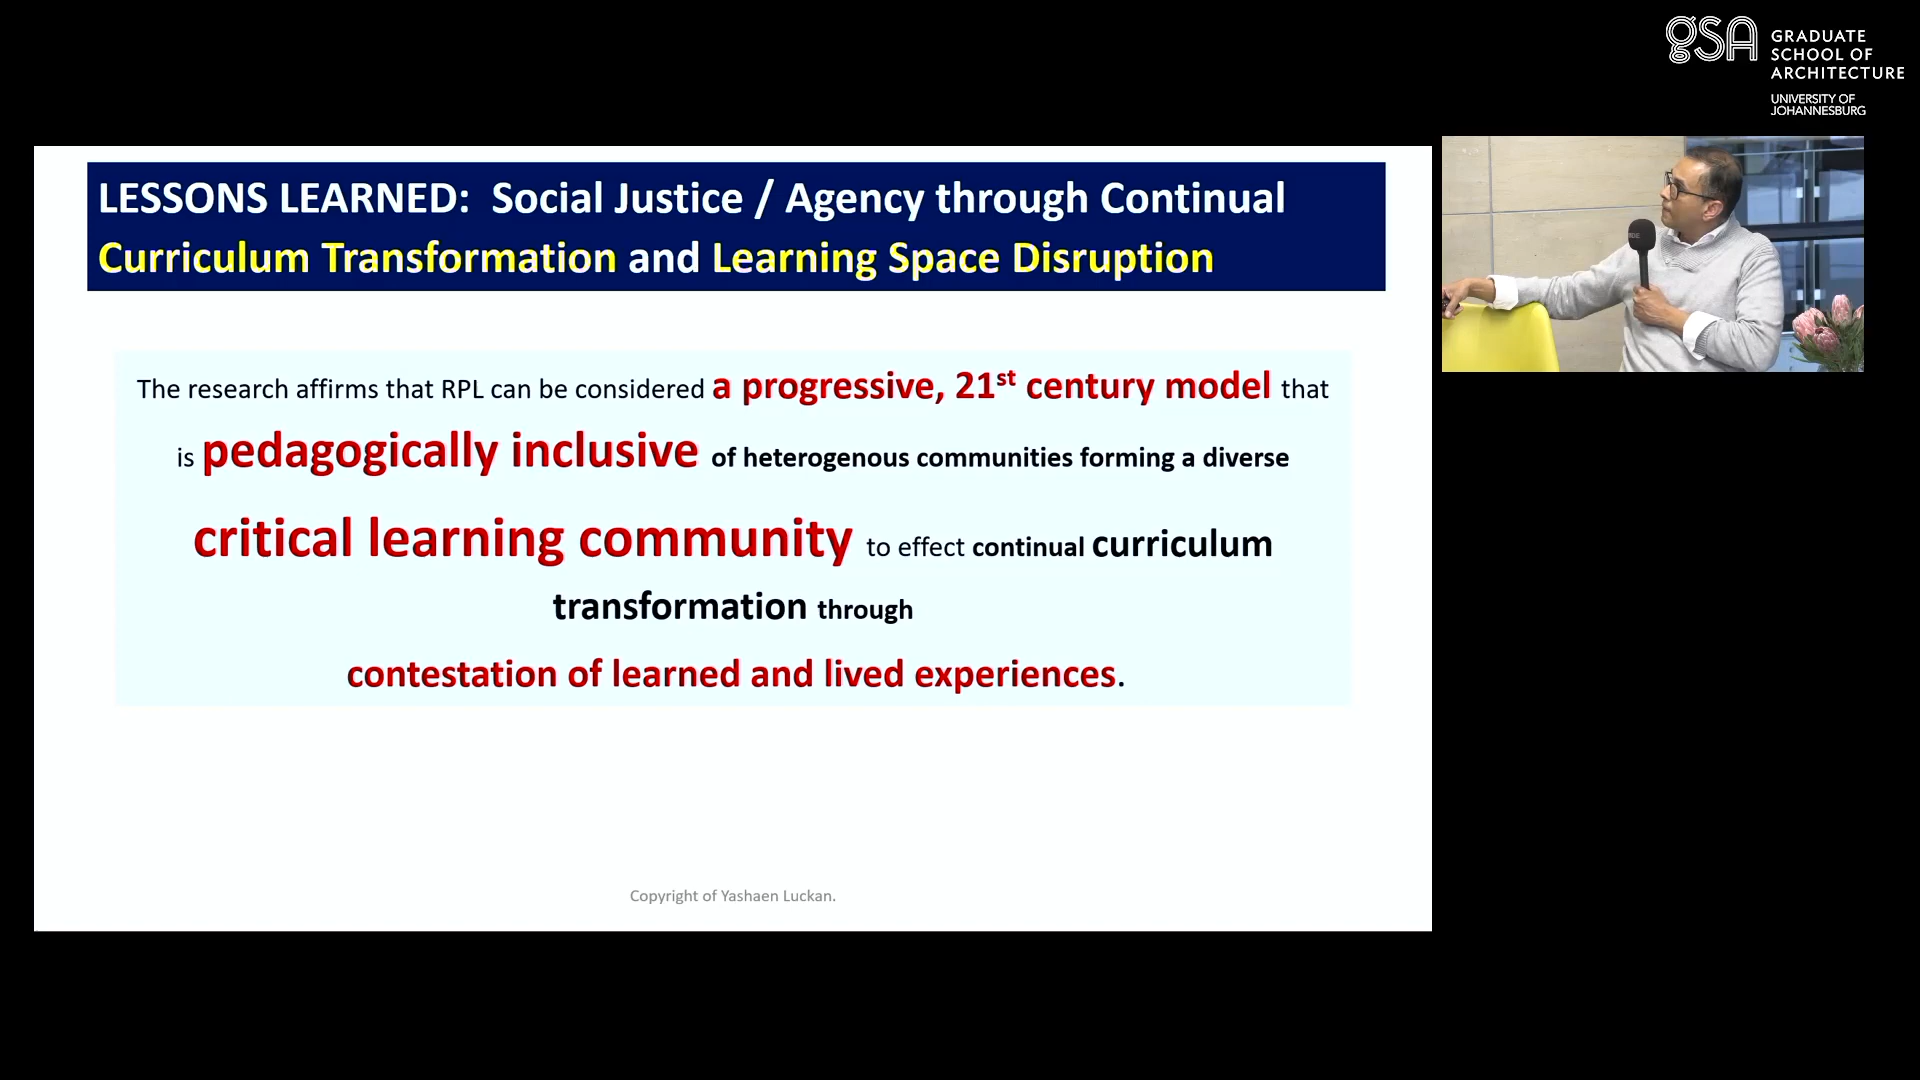 gSA
GRADUATE
SCHOOL OF
ARCHITECTURE
UNIVERSITY OF
JOHANNESBURG
LESSONS LEARNED: Social Justice / Agency through Continual
Curriculum Transformation and Learning Space Disruption
The research affirms that RPL can be considered a progressive, 21st century model that
is pedagogically inclusive of heterogenous communities forming a diverse
critical learning community to effect continual curriculum
transformation through
contestation of learned and lived experiences.
Copyright of Yashaen Luckan.